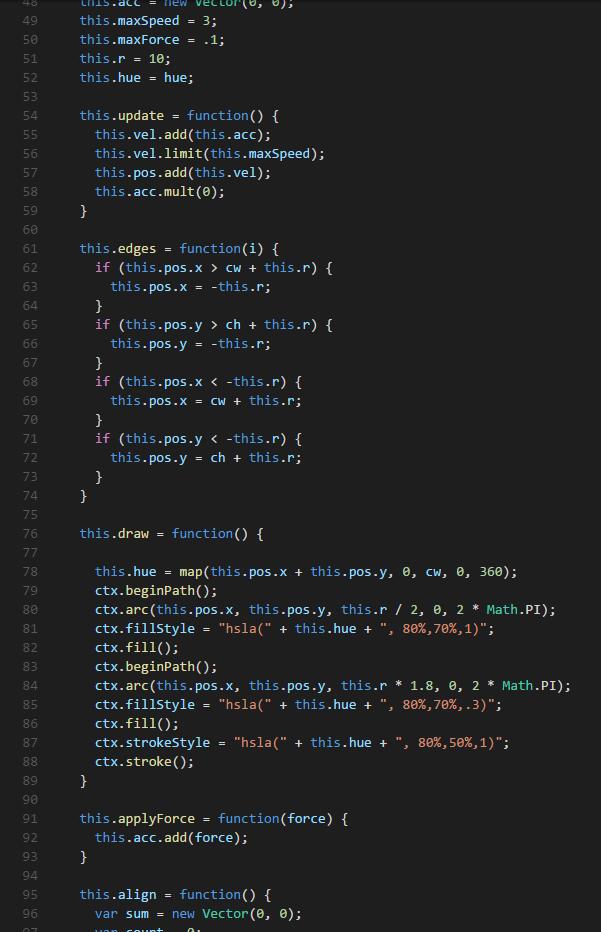 48 this.acc = new Vector(0, 0);
49 this.maxSpeed = 3;
50 this.maxForce = .1;
51 this.r = 10;
52 this.hue = hue;
53
54 this.update = function() {
55 this.vel.add(this.acc);
56 this.vel.limit(this.maxSpeed);
57 this.pos.add(this.vel);
58 this.acc.mult(0);
59 }
60
61 this.edges = function(i) {
62 if (this.pos.x > cw + this.r) {
63 this.pos.x = -this.r;
64 }
65 if (this.pos.y > ch + this.r) {
66 this.pos.y = -this.r;
67 }
68 if (this.pos.x < -this.r) {
69 this.pos.x = cw + this.r;
70 }
71 if (this.pos.y < -this.r) {
72 this.pos.y = ch + this.r;
73 }
74 }
75
76 this.draw = function() {
77
78 this.hue = map(this.pos.x + this.pos.y, 0, cw, 0, 360);
79 ctx.beginPath();
80 ctx.arc(this.pos.x, this.pos.y, this.r / 2, 0, 2 * Math.PI);
81 ctx.fillStyle = "hsla(" + this.hue + ", 80%,70%,1)";
82 ctx.fill();
83 ctx.beginPath();
84 ctx.arc(this.pos.x, this.pos.y, this.r * 1.8, 0, 2 * Math.PI);
85 ctx.fillStyle = "hsla(" + this.hue + ", 80%,70%,.3)";
86 ctx.fill();
87 ctx.strokeStyle = "hsla(" + this.hue + ", 80%,50%,1)";
88 ctx.stroke();
89 }
90
91 this.applyForce = function(force) {
92 this.acc.add(force);
93 }
94
95 this.align = function() {
96 var sum = new Vector(0, 0);
97 var count = 0;